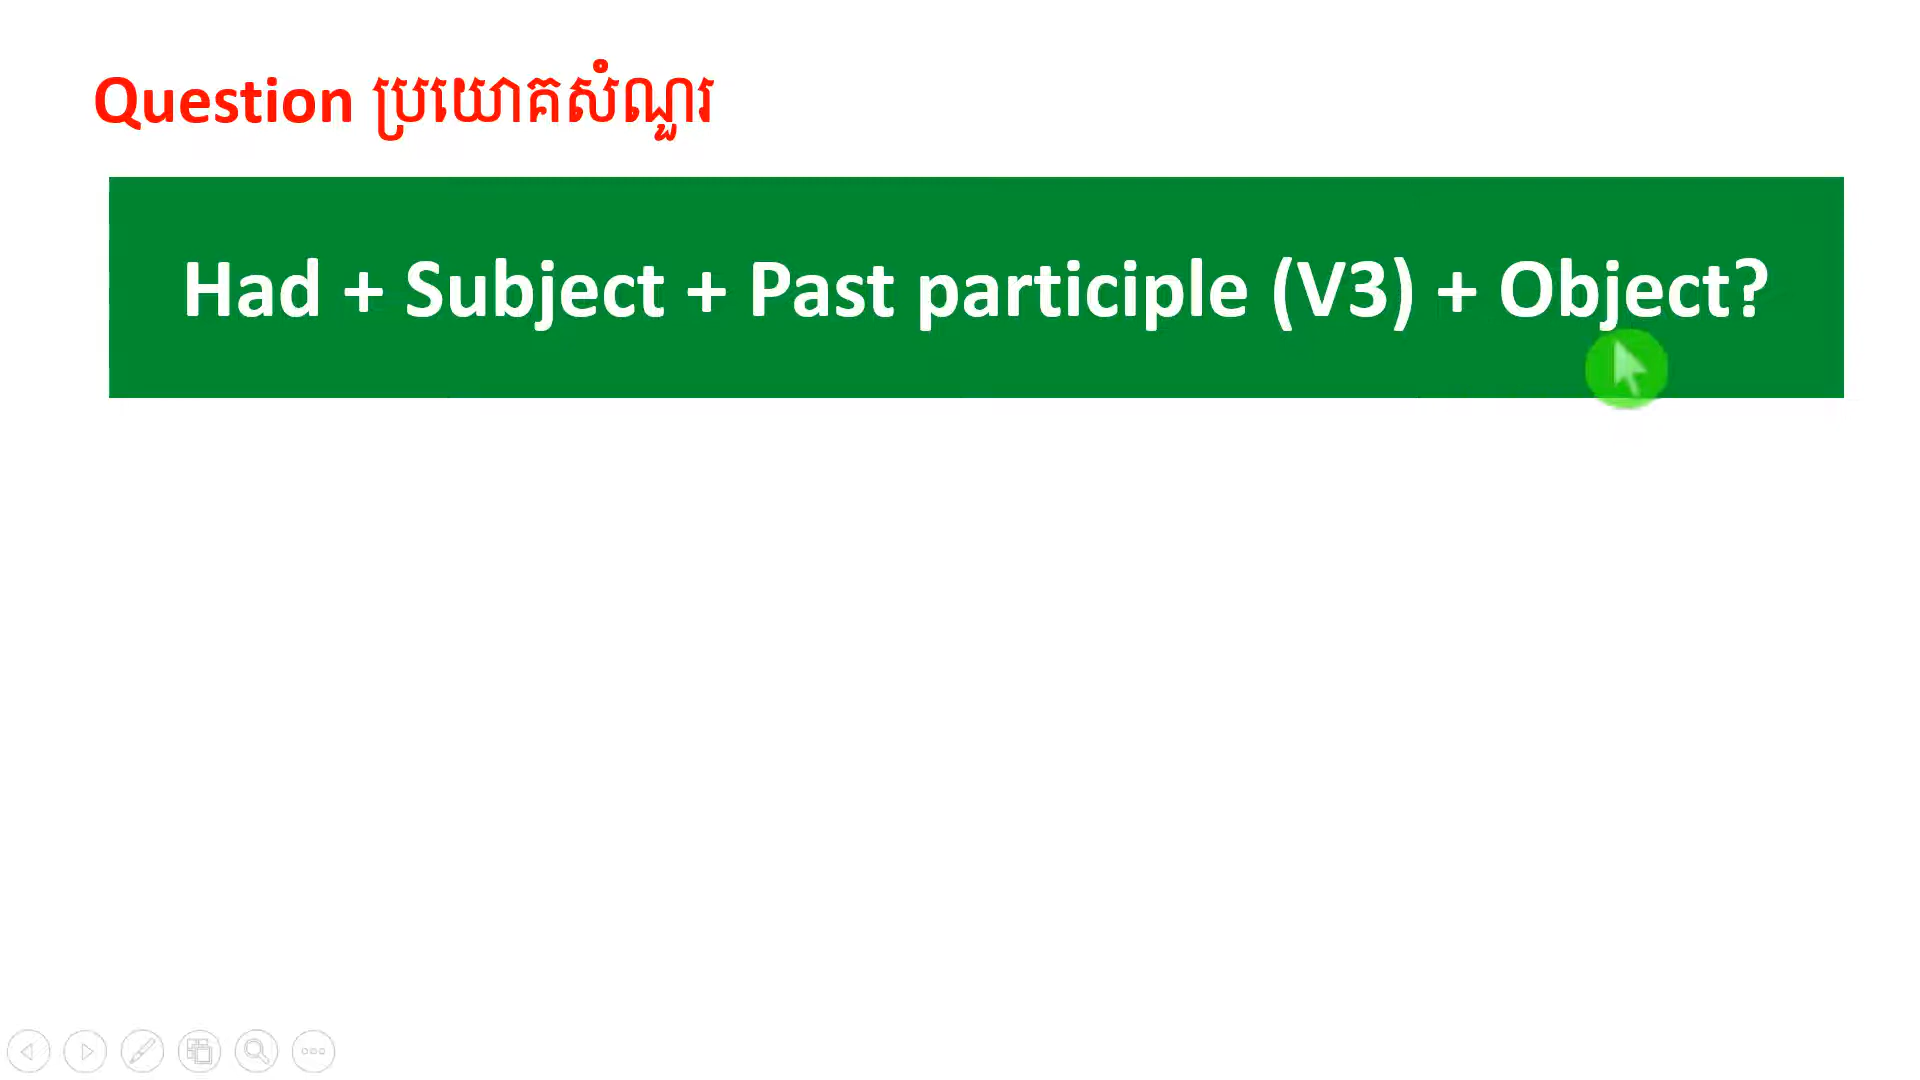 Question ប្រយោគសំណួរ
Had + Subject + Past participle (V3) + Object?